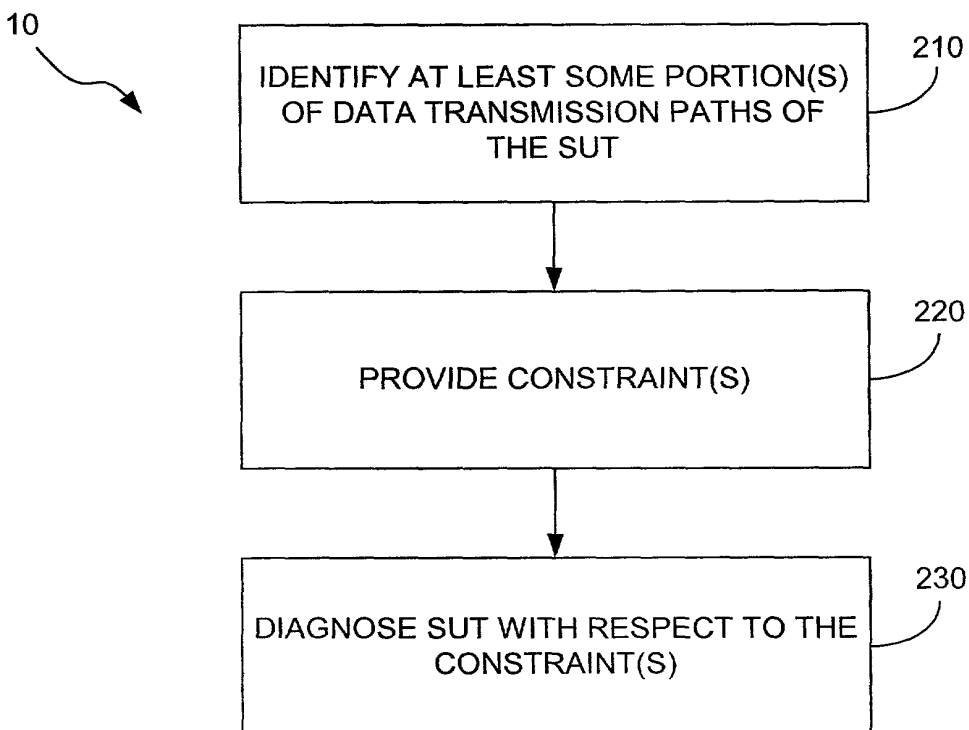 10
210
IDENTIFY AT LEAST SOME PORTION(S)
OF DATA TRANSMISSION PATHS OF
THE SUT
220
PROVIDE CONSTRAINT(S)
230
DIAGNOSE SUT WITH RESPECT TO THE
CONSTRAINT(S)